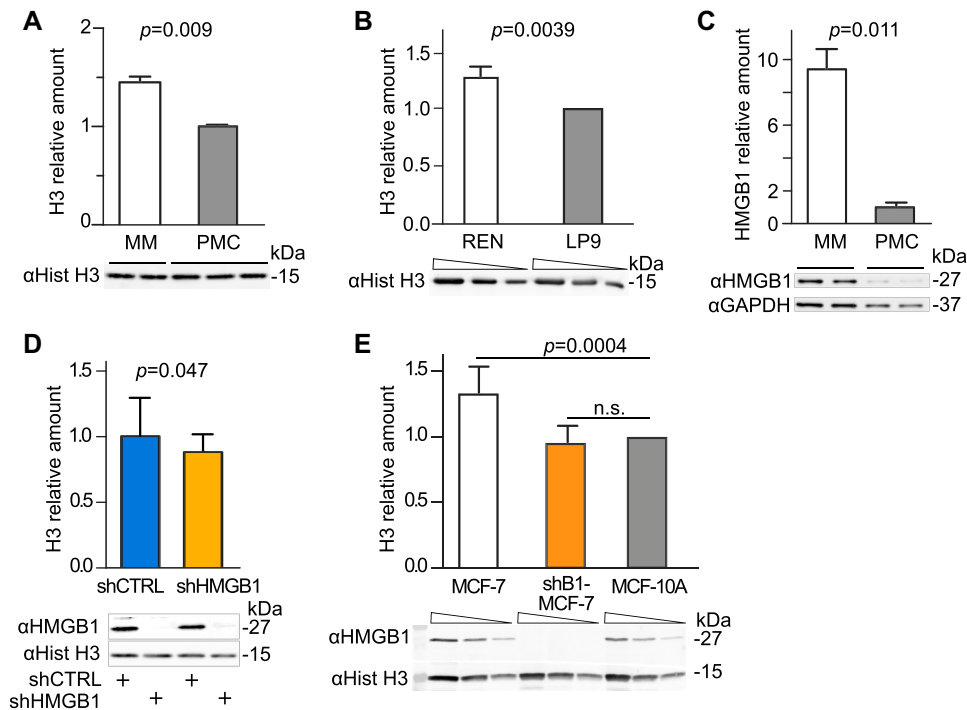 A
p=0.009
H3 relative amount
2
1
0
MM PMC
kDa
αHist H3 -15
B
p=0.0039
H3 relative amount
1.5
1.0
0.5
0.0
REN LP9
kDa
αHist H3 -15
C
p=0.011
HMGB1 relative amount
10
6
2
0
MM PMC
kDa
αHMGB1 -27
αGAPDH -37
D
p=0.047
H3 relative amount
1.5
1.0
0.5
0.0
shCTRL shHMGB1
kDa
αHMGB1 -27
αHist H3 -15
shCTRL + +
shHMGB1 + +
E
p=0.0004
n.s.
H3 relative amount
1.5
1.0
0.5
0.0
MCF-7 shB1- MCF-10A
MCF-7
kDa
αHMGB1 -27
αHist H3 -15